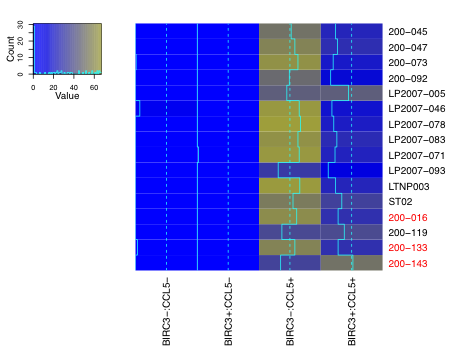 Count
0 5 10 20 30
0 20 40 60
Value
200−045
200−047
200−073
200−092
LP2007−005
LP2007−046
LP2007−078
LP2007−083
LP2007−071
LP2007−093
LTNP003
ST02
200−016
200−119
200−133
200−143
BIRC3−:CCL5−
BIRC3+:CCL5−
BIRC3−:CCL5+
BIRC3+:CCL5+